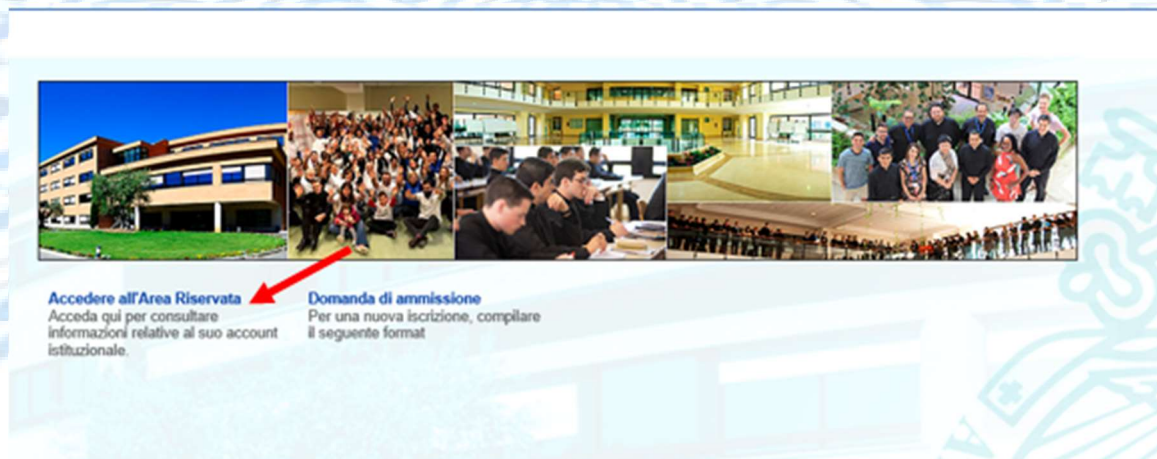 Accedere all'Area Riservata
Acceda qui per consultare
informazioni relative al suo account
istituzionale.
Domanda di ammissione
Per una nuova iscrizione, compilare
il seguente format